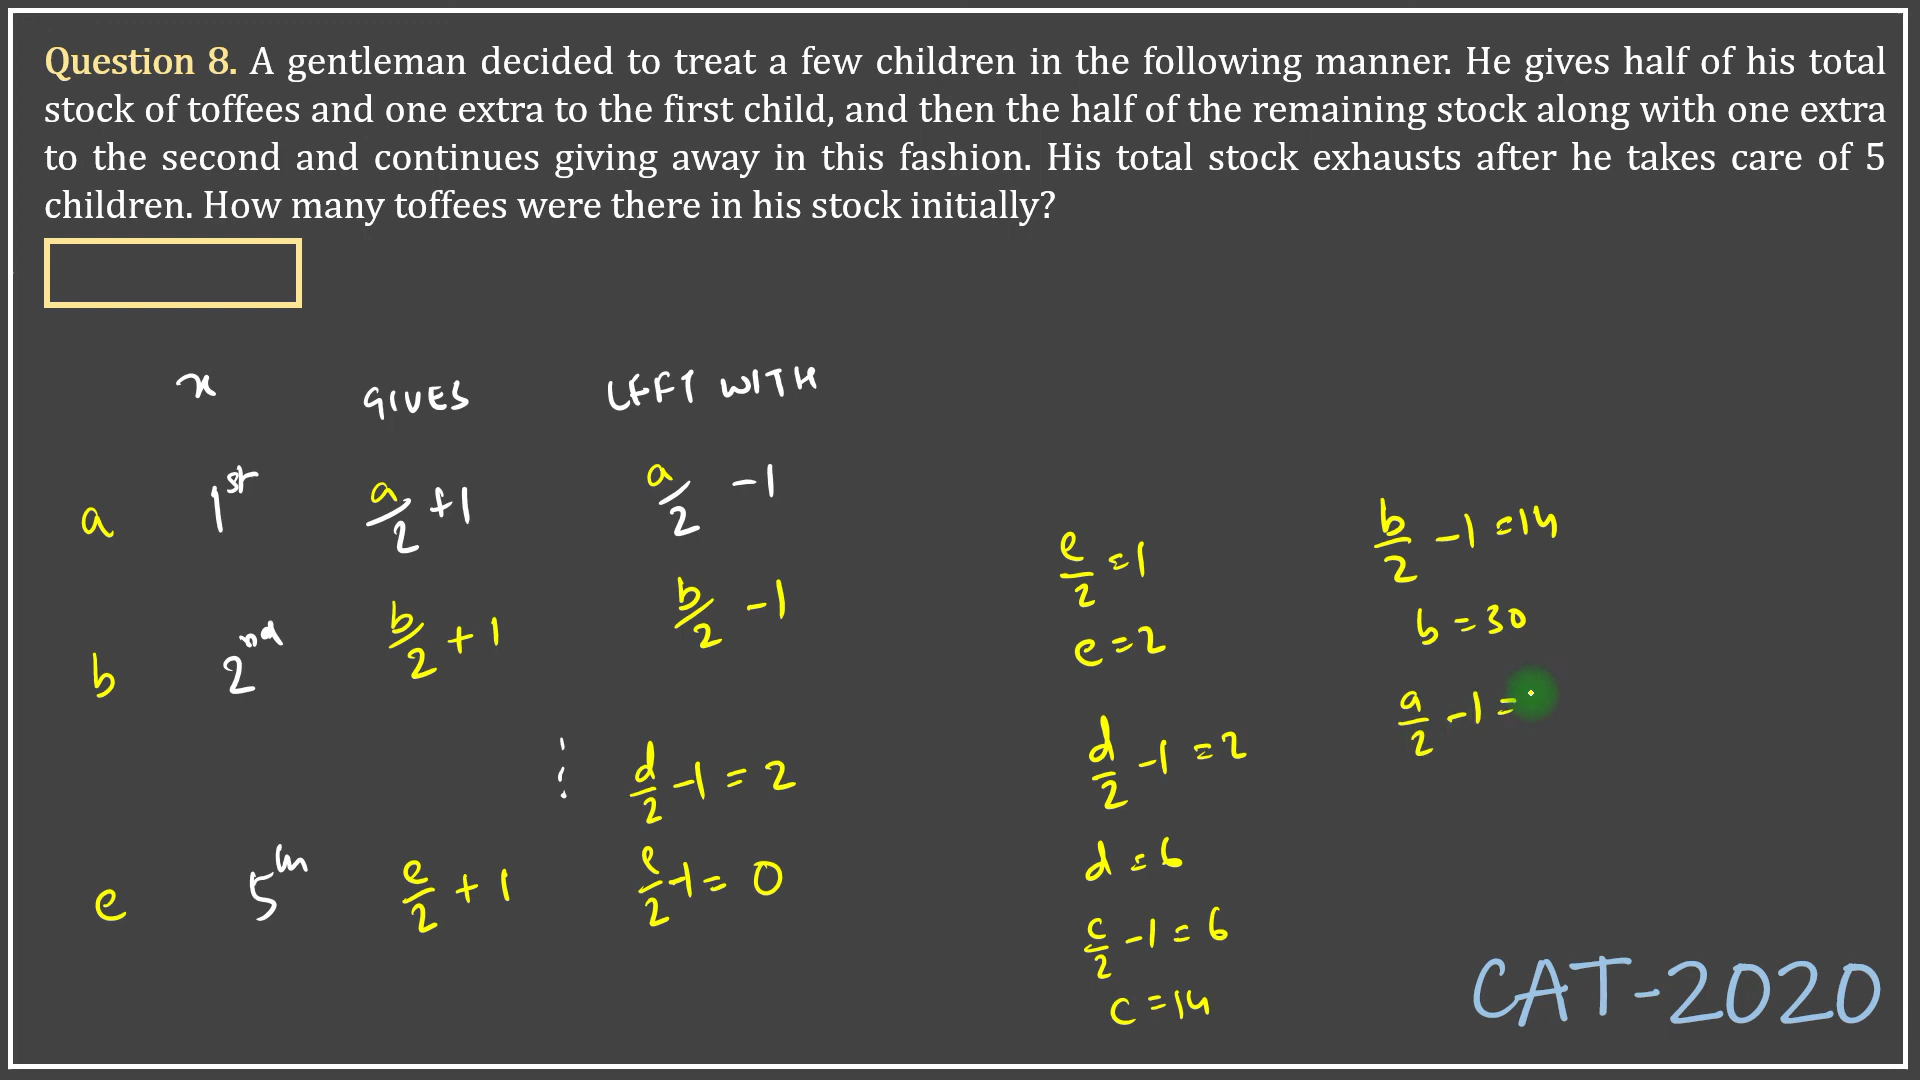 Question 8. A gentleman decided to treat a few children in the following manner. He gives half of his total
stock of toffees and one extra to the first child, and then the half of the remaining stock along with one extra
to the second and continues giving away in this fashion. His total stock exhausts after he takes care of 5
children. How many toffees were there in his stock initially?
x GIVES LEFT WITH
a 1st a/2 +1 a/2 -1
b 2nd b/2 + 1 b/2 -1
d/2 -1 = 2
e 5th e/2 + 1 e/2 -1 = 0
e/2 = 1
e = 2
d/2 -1 = 2
d = 6
c/2 -1 = 6
c = 14
b/2 -1 = 14
b = 30
a/2 -1 =
CAT-2020